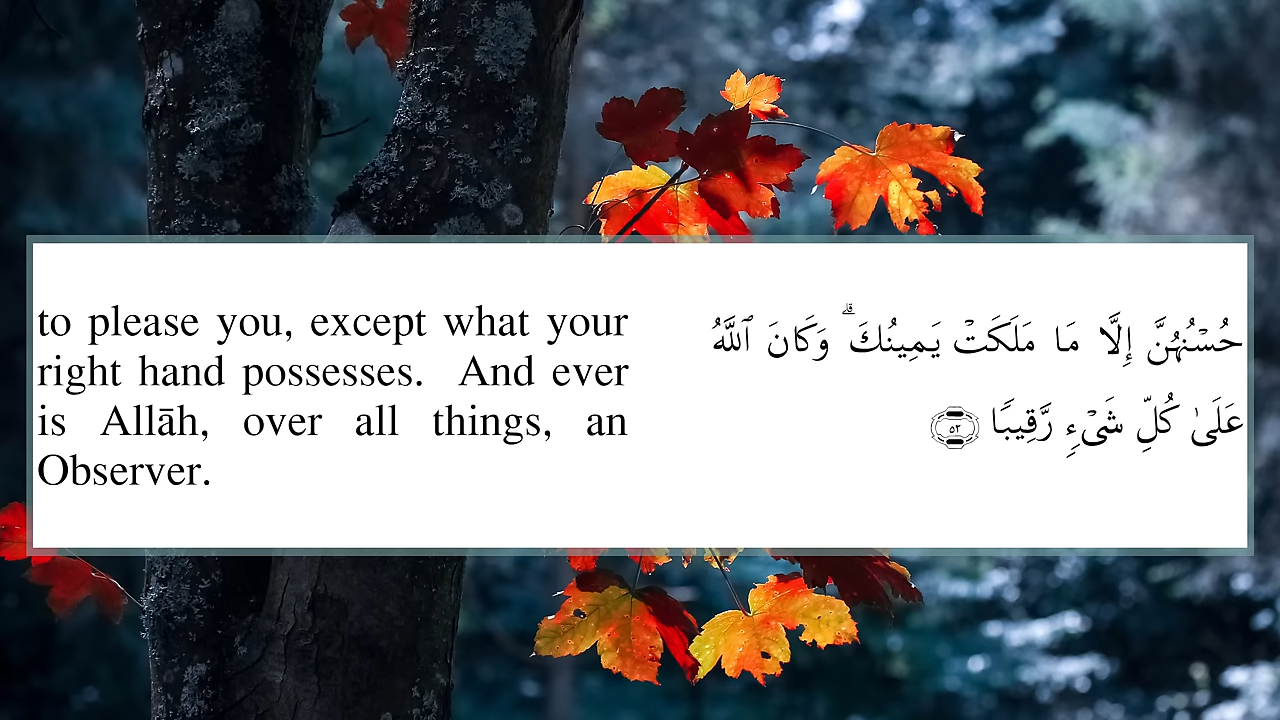 to please you, except what your
right hand possesses. And ever
is Allāh, over all things, an
Observer.
حُسْنُهُنَّ إِلَّا مَا مَلَكَتْ يَمِينُكَ ۗ وَكَانَ ٱللَّهُ
عَلَىٰ كُلِّ شَىْءٍ رَّقِيبًا ٥٢